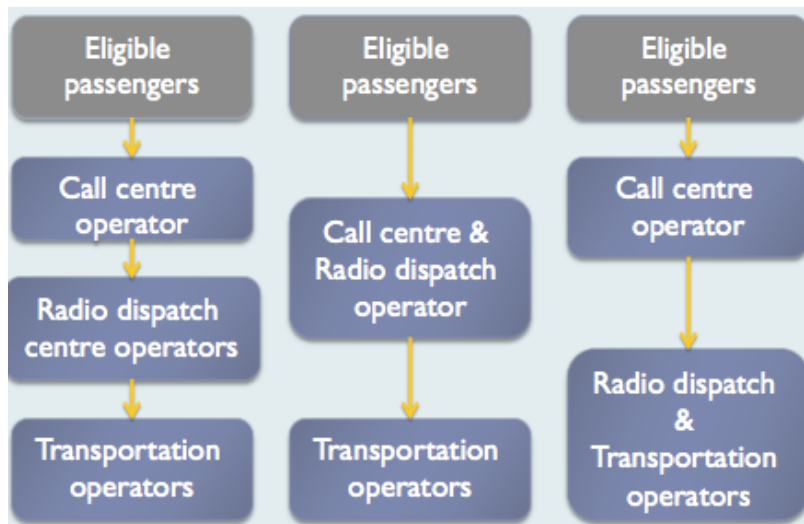 Eligible
passengers
Call centre
operator
Radio dispatch
centre operators
Transportation
operators
Eligible
passengers
Call centre &
Radio dispatch
operator
Transportation
operators
Eligible
passengers
Call centre
operator
Radio dispatch
&
Transportation
operators